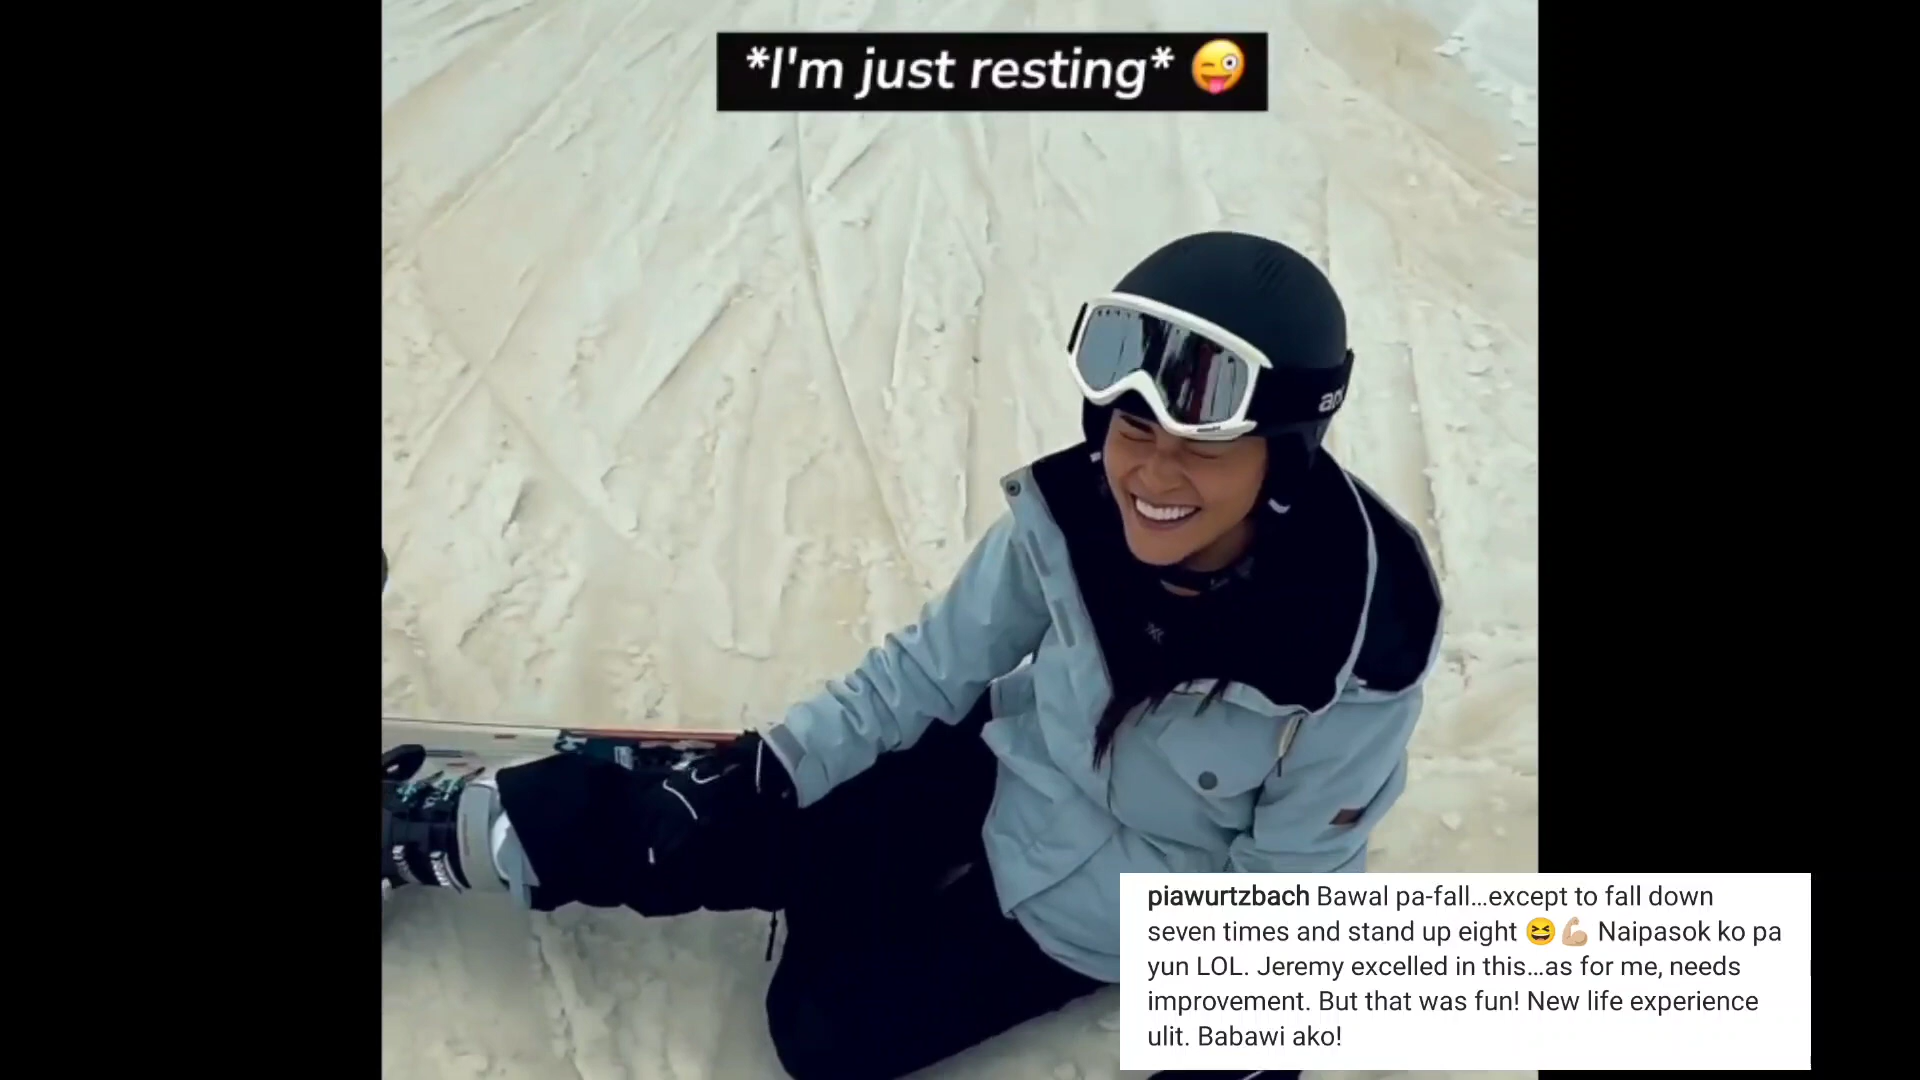 *I'm just resting* 😜
an
piawurtzbach Bawal pa-fall...except to fall down
seven times and stand up eight 😆💪🏼 Naipasok ko pa
yun LOL. Jeremy excelled in this...as for me, needs
improvement. But that was fun! New life experience
ulit. Babawi ako!